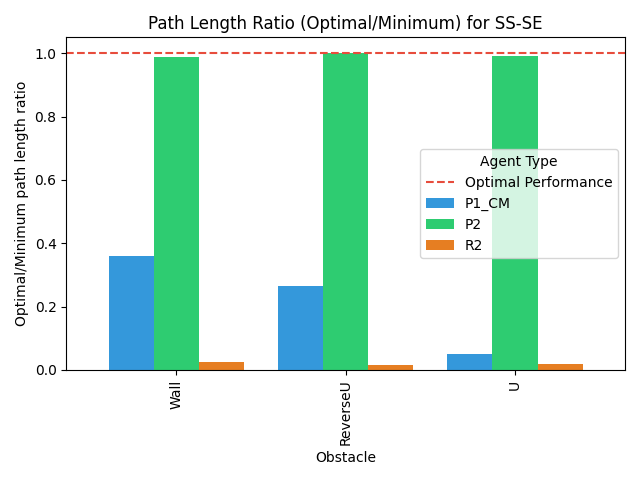 Path Length Ratio (Optimal/Minimum) for SS-SE
Optimal/Minimum path length ratio
1.0
0.8
0.6
0.4
0.2
0.0
Agent Type
Optimal Performance
P1_CM
P2
R2
Wall
ReverseU
U
Obstacle